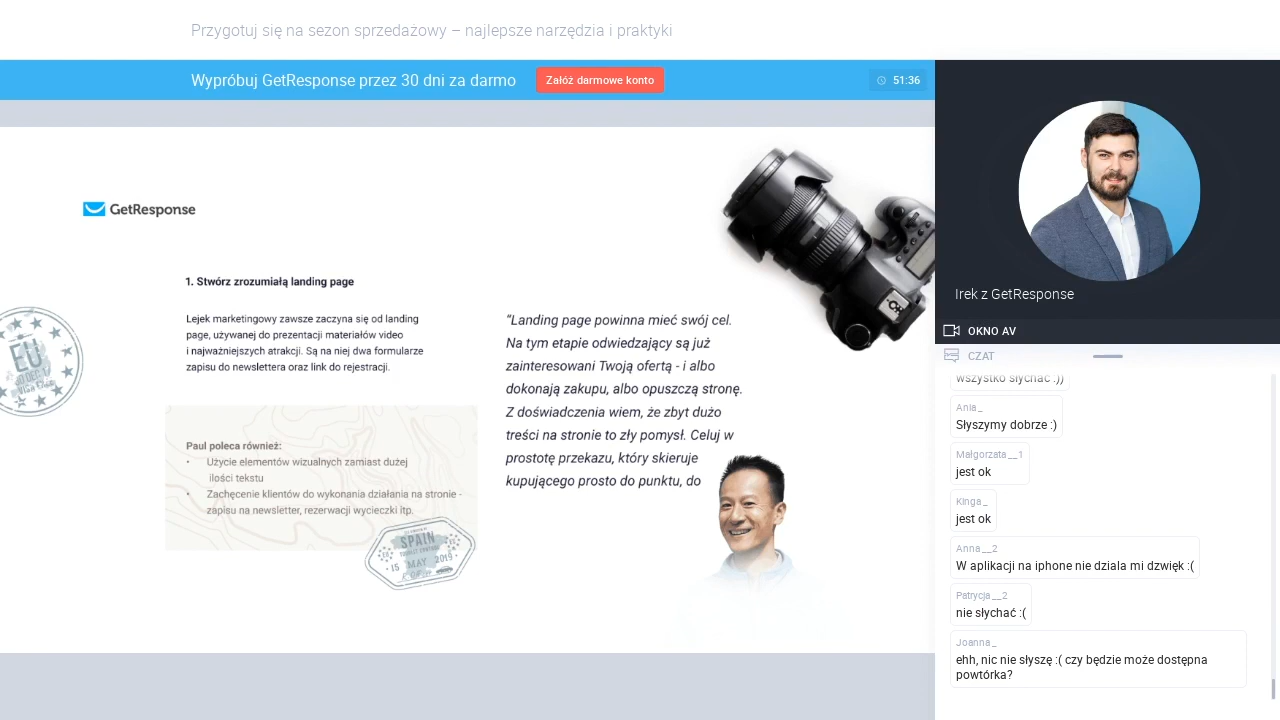 Przygotuj się na sezon sprzedażowy – najlepsze narzędzia i praktyki
Wypróbuj GetResponse przez 30 dni za darmo
Załóż darmowe konto
51:36
GetResponse
1. Stwórz zrozumiałą landing page
Lejek marketingowy zawsze zaczyna się od landing
page, używanej do prezentacji materiałów video
i najważniejszych atrakcji. Są na niej dwa formularze
zapisu do newslettera oraz link do rejestracji.
Paul poleca również:
• Użycie elementów wizualnych zamiast dużej
ilości tekstu
• Zachęcenie klientów do wykonania działania na stronie -
zapisu na newsletter, rezerwacji wycieczki itp.
EU
SPAIN
15 MAY 2019
“Landing page powinna mieć swój cel.
Na tym etapie odwiedzający są już
zainteresowani Twoją ofertą - i albo
dokonają zakupu, albo opuszczą stronę.
Z doświadczenia wiem, że zbyt dużo
treści na stronie to zły pomysł. Celuj w
prostotę przekazu, który skieruje
kupującego prosto do punktu, do
Irek z GetResponse
OKNO AV
CZAT
wszystko słychać :))
Ania_
Słyszymy dobrze :)
Małgorzata__1
jest ok
Kinga_
jest ok
Anna__2
W aplikacji na iphone nie dziala mi dzwięk :(
Patrycja__2
nie słychać :(
Joanna_
ehh, nic nie słyszę :( czy będzie może dostępna
powtórka?